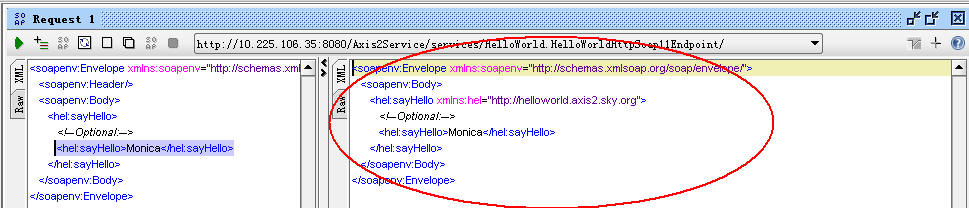 SO AP Request 1
http://10.225.106.35:8080/Axis2Service/services/HelloWorld.HelloWorldHttpSoap11Endpoint/
XML
Raw
<soapenv:Envelope xmlns:soapenv="http://schemas.xml
<soapenv:Header/>
<soapenv:Body>
<hel:sayHello>
<!--Optional:-->
<hel:sayHello>Monica</hel:sayHello>
</hel:sayHello>
</soapenv:Body>
</soapenv:Envelope>
XML
Raw
<soapenv:Envelope xmlns:soapenv="http://schemas.xmlsoap.org/soap/envelope/">
<soapenv:Body>
<hel:sayHello xmlns:hel="http://helloworld.axis2.sky.org">
<!--Optional:-->
<hel:sayHello>Monica</hel:sayHello>
</hel:sayHello>
</soapenv:Body>
</soapenv:Envelope>